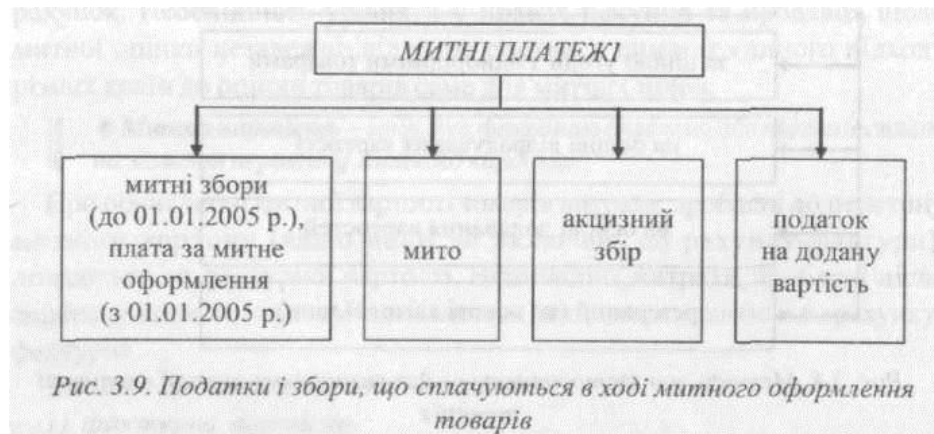 МИТНІ ПЛАТЕЖІ
митні збори
(до 01.01.2005 р.),
плата за митне
оформлення
(з 01.01.2005 р.)
мито
акцизний
збір
податок
на додану
вартість
Рис. 3.9. Податки і збори, що сплачуються в ході митного оформлення
товарів